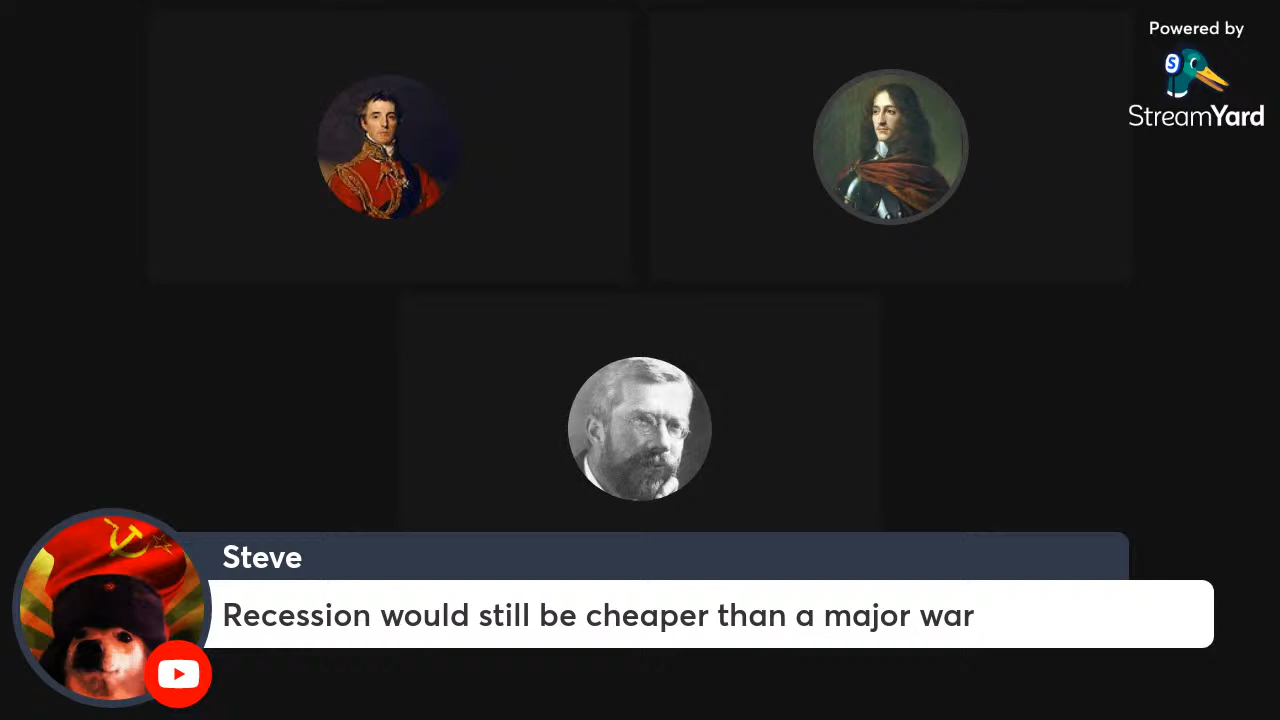 Powered by
S
StreamYard
Steve
Recession would still be cheaper than a major war